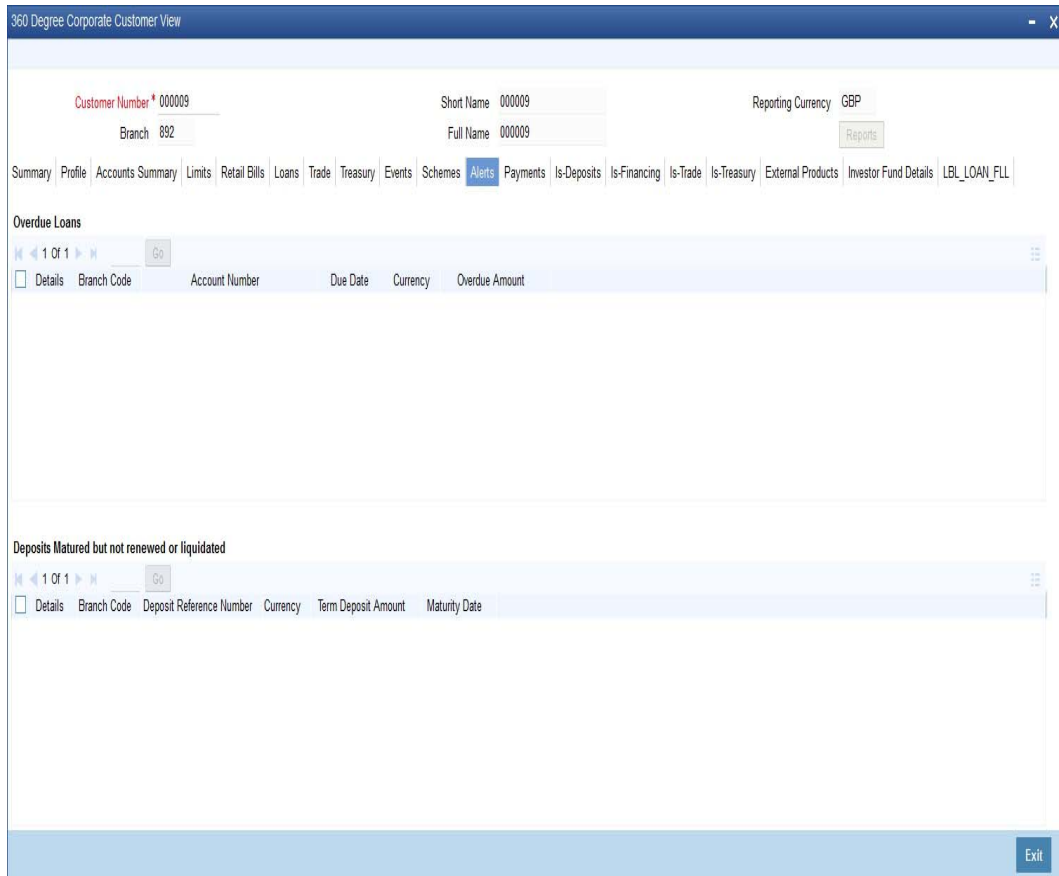 360 Degree Corporate Customer View - X
Customer Number * 000009 Short Name 000009 Reporting Currency GBP
Branch 892 Full Name 000009 Reports
Summary Profile Accounts Summary Limits Retail Bills Loans Trade Treasury Events Schemes Alerts Payments Is-Deposits Is-Financing Is-Trade Is-Treasury External Products Investor Fund Details LBL_LOAN_FLL
Overdue Loans
1 Of 1 Go
Details Branch Code Account Number Due Date Currency Overdue Amount
Deposits Matured but not renewed or liquidated
1 Of 1 Go
Details Branch Code Deposit Reference Number Currency Term Deposit Amount Maturity Date
Exit